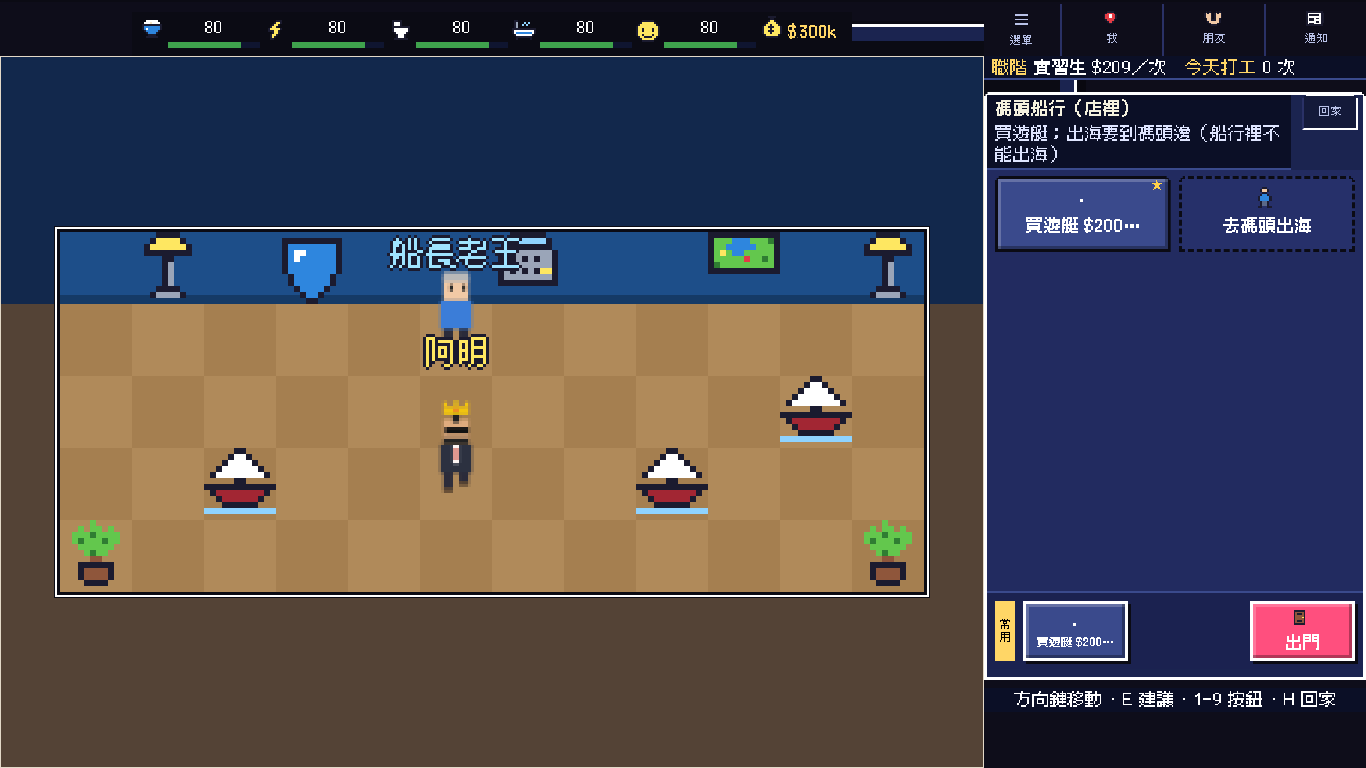 80 80 80 80 80 $300k
選單 我 朋友 通知
職階 實習生 $209／次 今天打工 0 次
碼頭船行（店裡）
回家
買遊艇；出海要到碼頭邊（船行裡不
能出海）
買遊艇 $200⋯
去碼頭出海
船長老王
阿明
常用
買遊艇 $200⋯
出門
方向鍵移動 · E 建議 · 1-9 按鈕 · H 回家